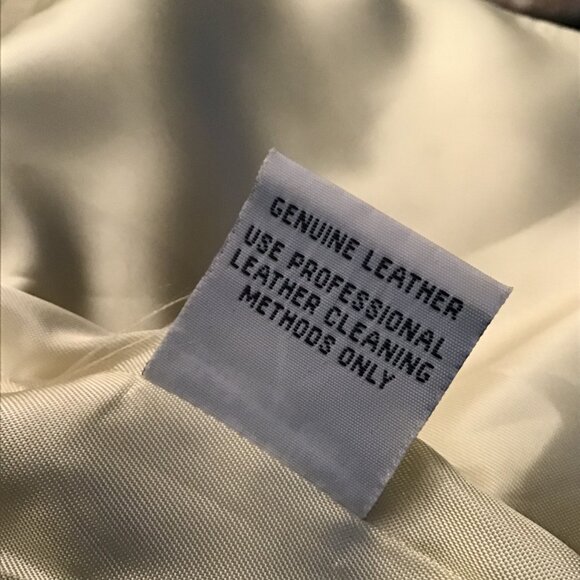 GENUINE LEATHER
USE PROFESSIONAL
LEATHER CLEANING
METHODS ONLY